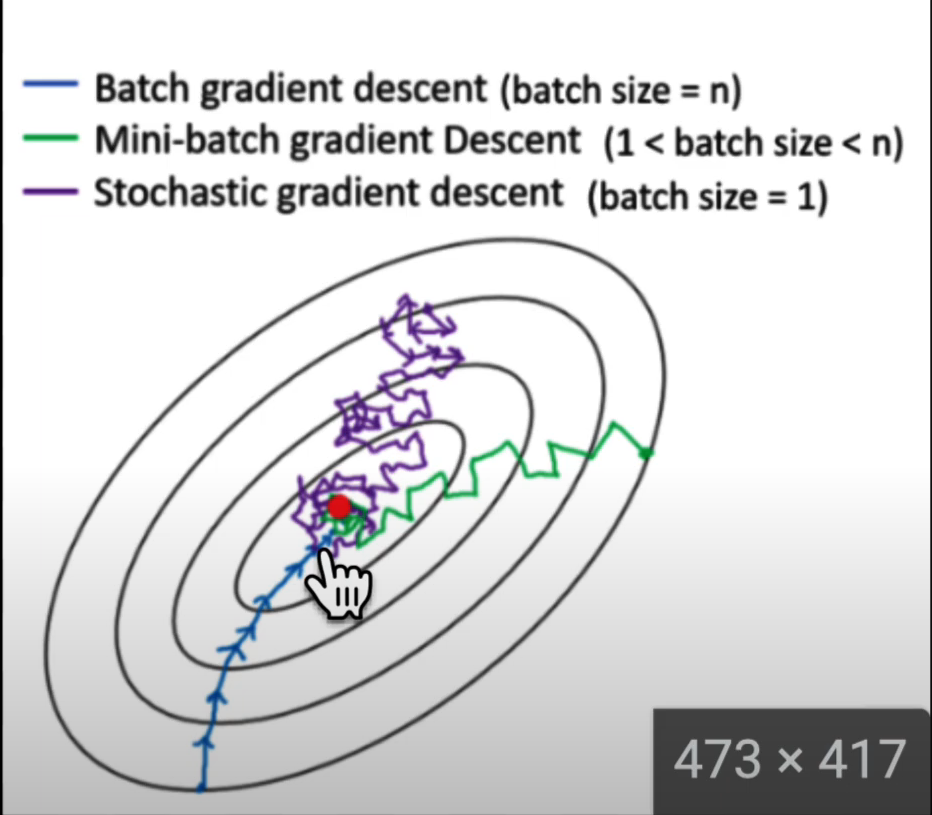 Batch gradient descent (batch size = n)
Mini-batch gradient Descent (1 < batch size < n)
Stochastic gradient descent (batch size = 1)
473 × 417